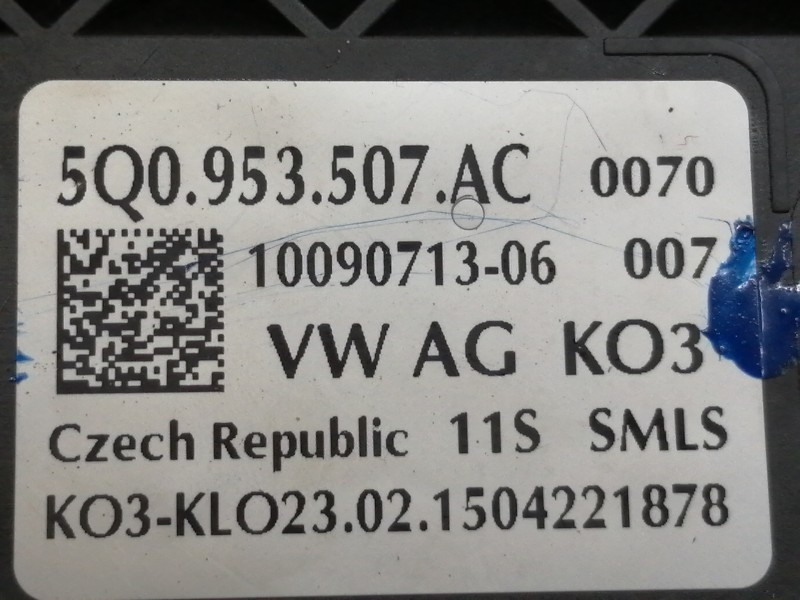 5Q0.953.507.AC 0070
10090713-06 007
VW AG KO3
Czech Republic 11S SMLS
KO3-KLO23.02.1504221878